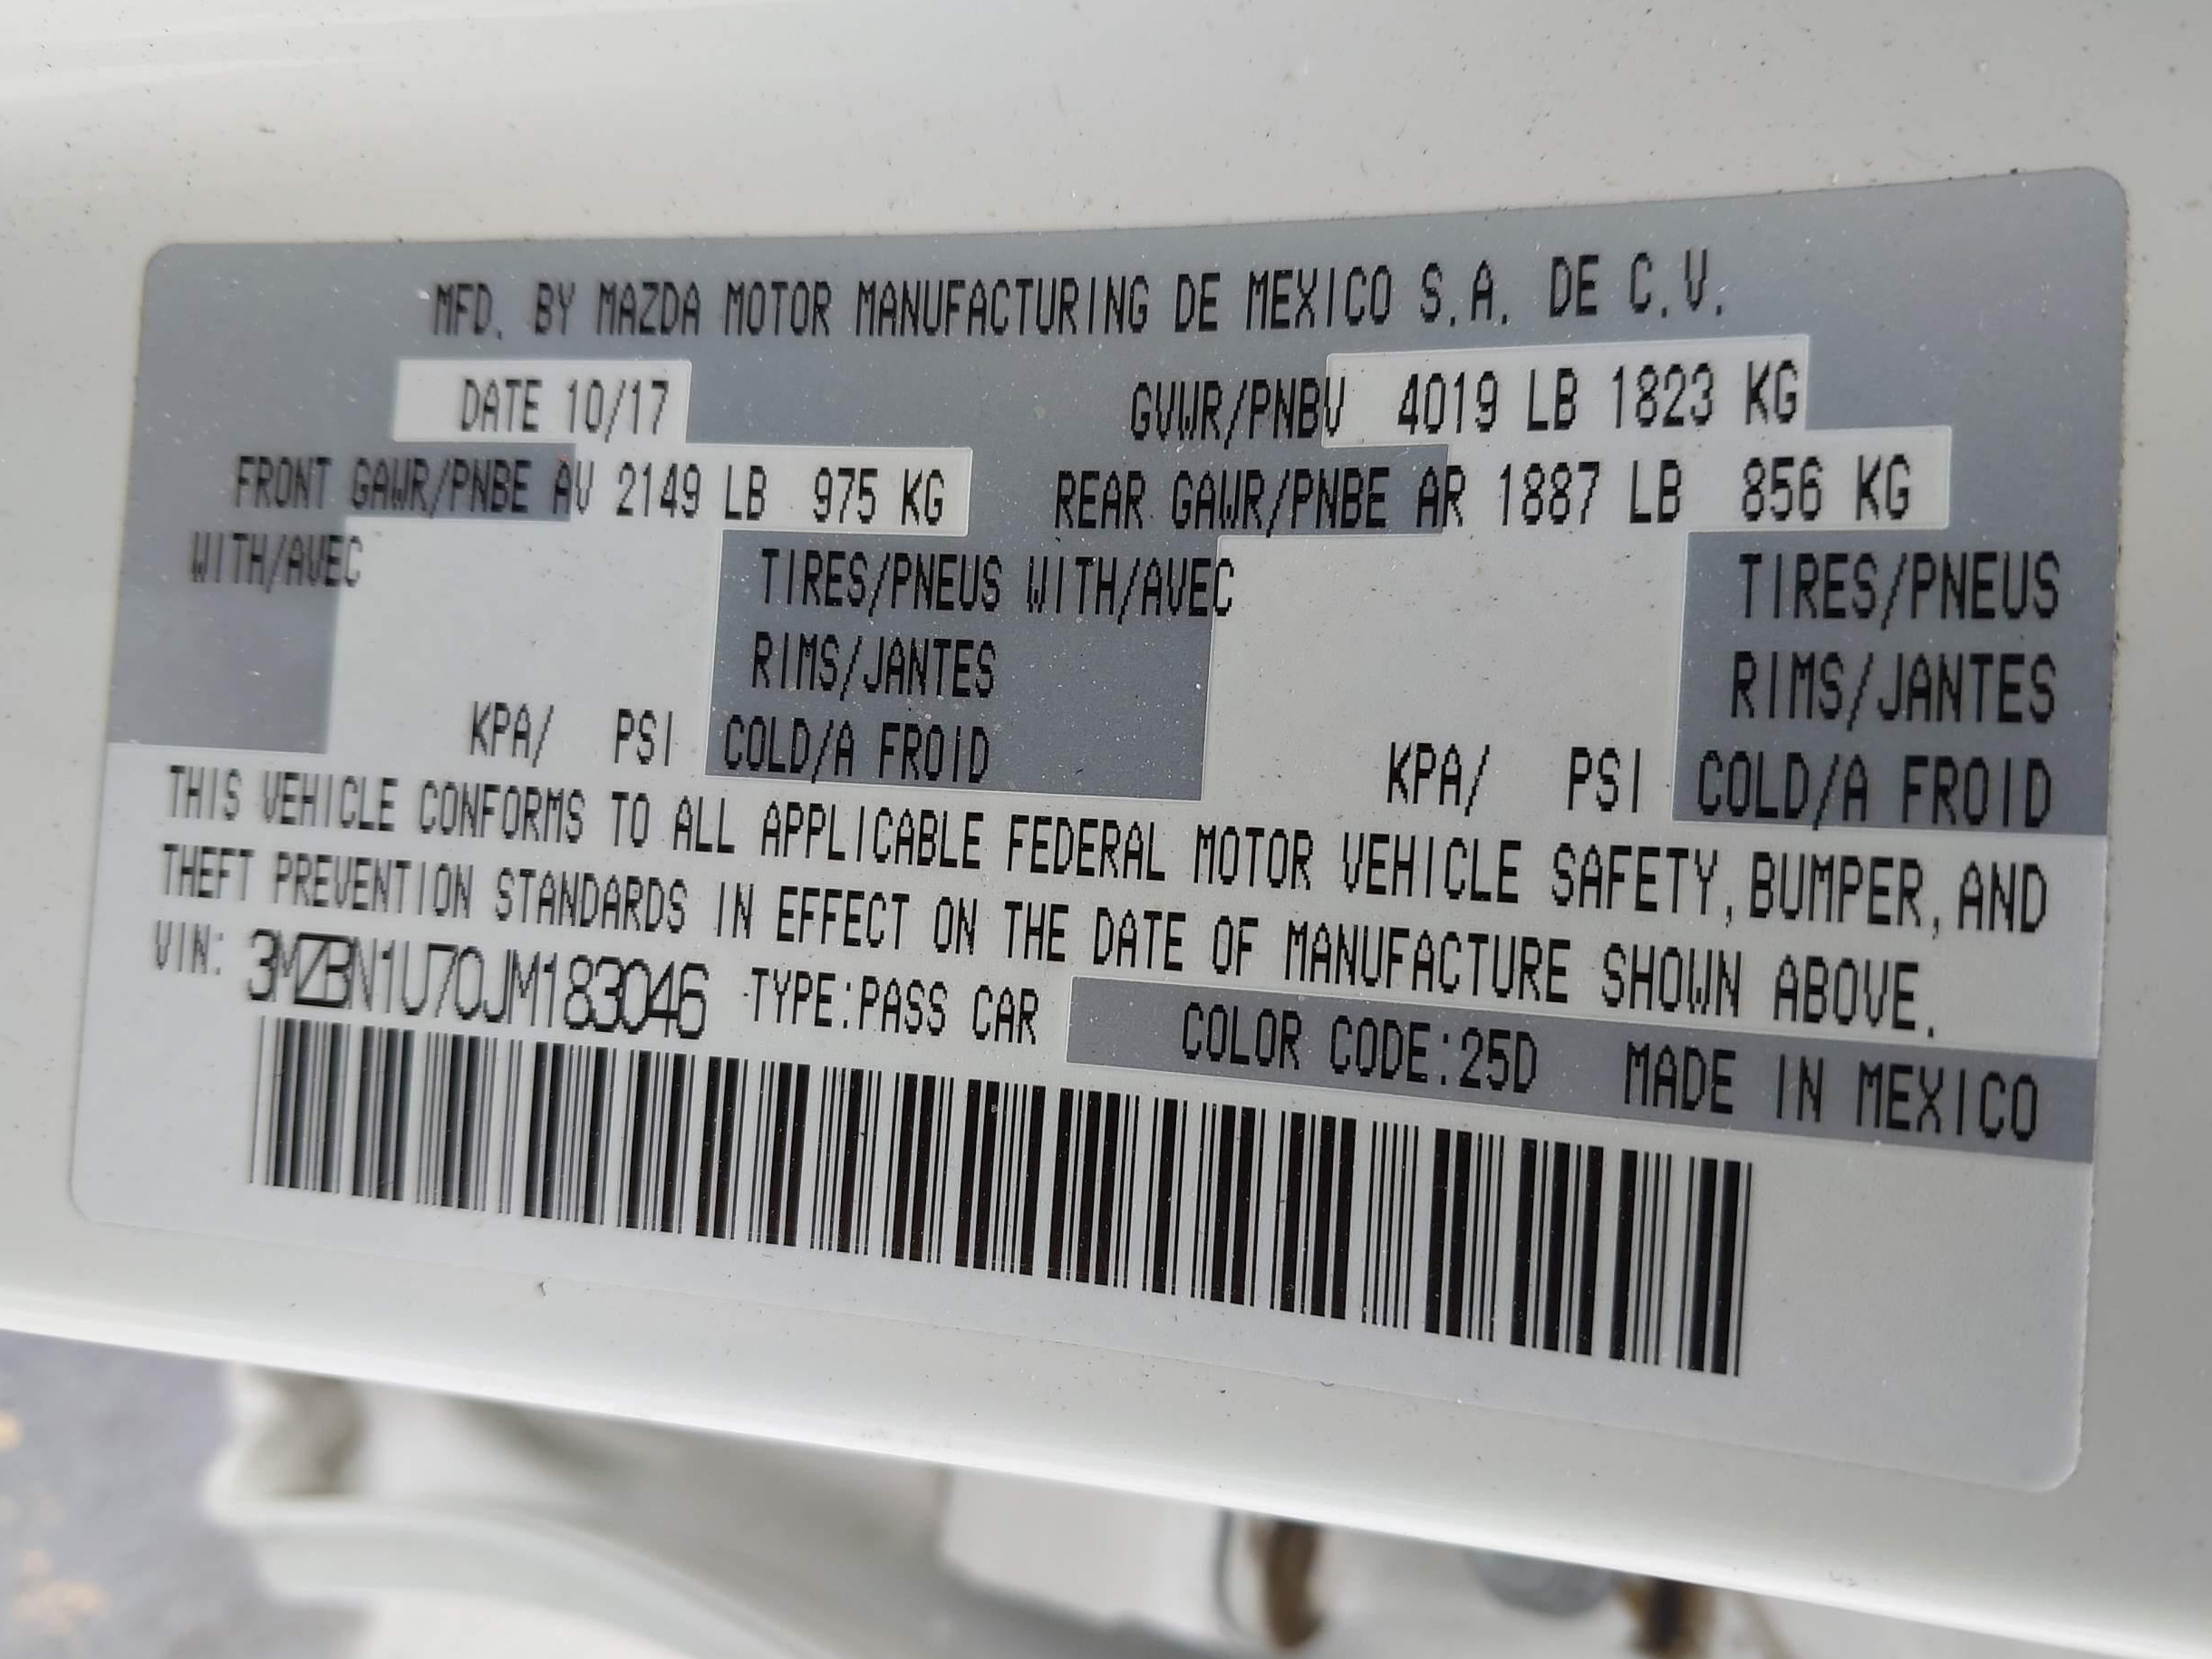 MFD. BY MAZDA MOTOR MANUFACTURING DE MEXICO S.A. DE C.V.
DATE 10/17 GVWR/PNBV 4019 LB 1823 KG
FRONT GAWR/PNBE AV 2149 LB 975 KG REAR GAWR/PNBE AR 1887 LB 856 KG
WITH/AVEC TIRES/PNEUS WITH/AVEC TIRES/PNEUS
RIMS/JANTES RIMS/JANTES
KPA/ PSI COLD/A FROID KPA/ PSI COLD/A FROID
THIS VEHICLE CONFORMS TO ALL APPLICABLE FEDERAL MOTOR VEHICLE SAFETY, BUMPER, AND
THEFT PREVENTION STANDARDS IN EFFECT ON THE DATE OF MANUFACTURE SHOWN ABOVE.
VIN: 3MZBN1U70JM183046 TYPE:PASS CAR COLOR CODE:25D MADE IN MEXICO